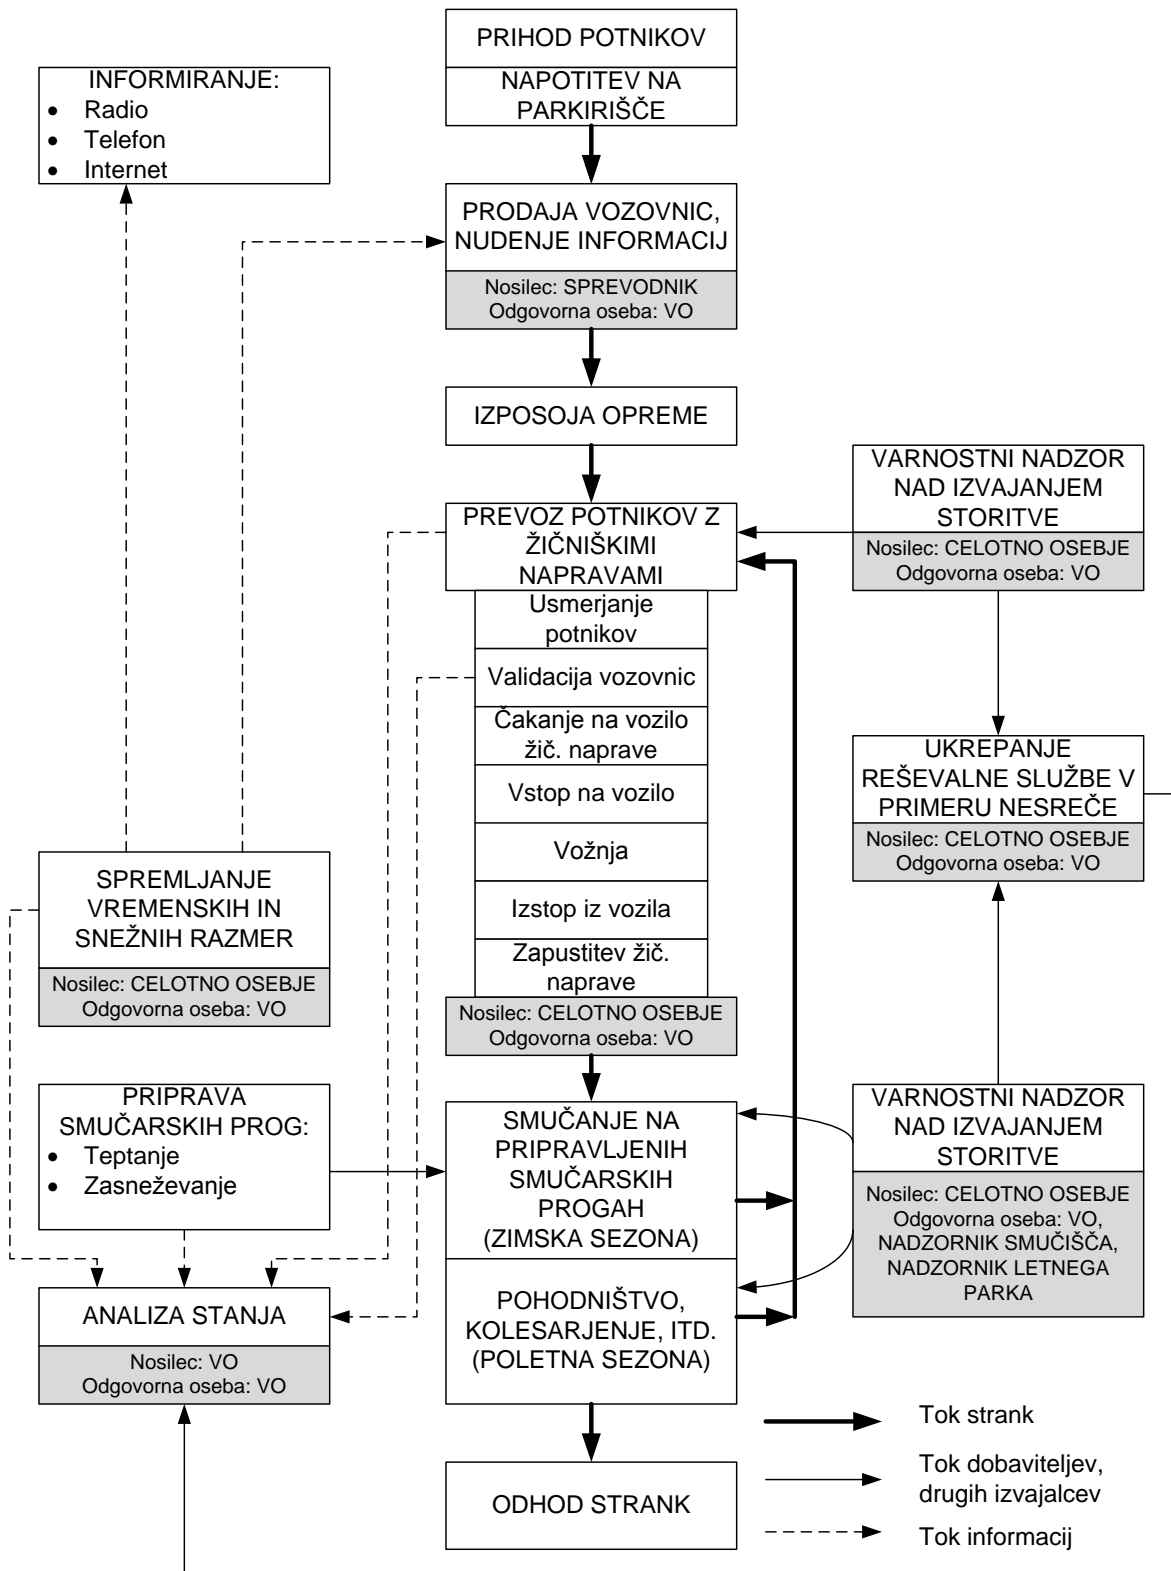 PRIHOD POTNIKOV
NAPOTITEV NA
PARKIRIŠČE
INFORMIRANJE:
• Radio
• Telefon
• Internet
PRODAJA VOZOVNIC,
NUDENJE INFORMACIJ
Nosilec: SPREVODNIK
Odgovorna oseba: VO
IZPOSOJA OPREME
PREVOZ POTNIKOV Z
ŽIČNIŠKIMI
NAPRAVAMI
Usmerjanje
potnikov
Validacija vozovnic
Čakanje na vozilo
žič. naprave
Vstop na vozilo
Vožnja
Izstop iz vozila
Zapustitev žič.
naprave
Nosilec: CELOTNO OSEBJE
Odgovorna oseba: VO
VARNOSTNI NADZOR
NAD IZVAJANJEM
STORITVE
Nosilec: CELOTNO OSEBJE
Odgovorna oseba: VO
UKREPANJE
REŠEVALNE SLUŽBE V
PRIMERU NESREČE
Nosilec: CELOTNO OSEBJE
Odgovorna oseba: VO
SPREMLJANJE
VREMENSKIH IN
SNEŽNIH RAZMER
Nosilec: CELOTNO OSEBJE
Odgovorna oseba: VO
PRIPRAVA
SMUČARSKIH PROG:
• Teptanje
• Zasneževanje
SMUČANJE NA
PRIPRAVLJENIH
SMUČARSKIH
PROGAH
(ZIMSKA SEZONA)
POHODNIŠTVO,
KOLESARJENJE, ITD.
(POLETNA SEZONA)
VARNOSTNI NADZOR
NAD IZVAJANJEM
STORITVE
Nosilec: CELOTNO OSEBJE
Odgovorna oseba: VO,
NADZORNIK SMUČIŠČA,
NADZORNIK LETNEGA
PARKA
ANALIZA STANJA
Nosilec: VO
Odgovorna oseba: VO
ODHOD STRANK
Tok strank
Tok dobaviteljev,
drugih izvajalcev
Tok informacij